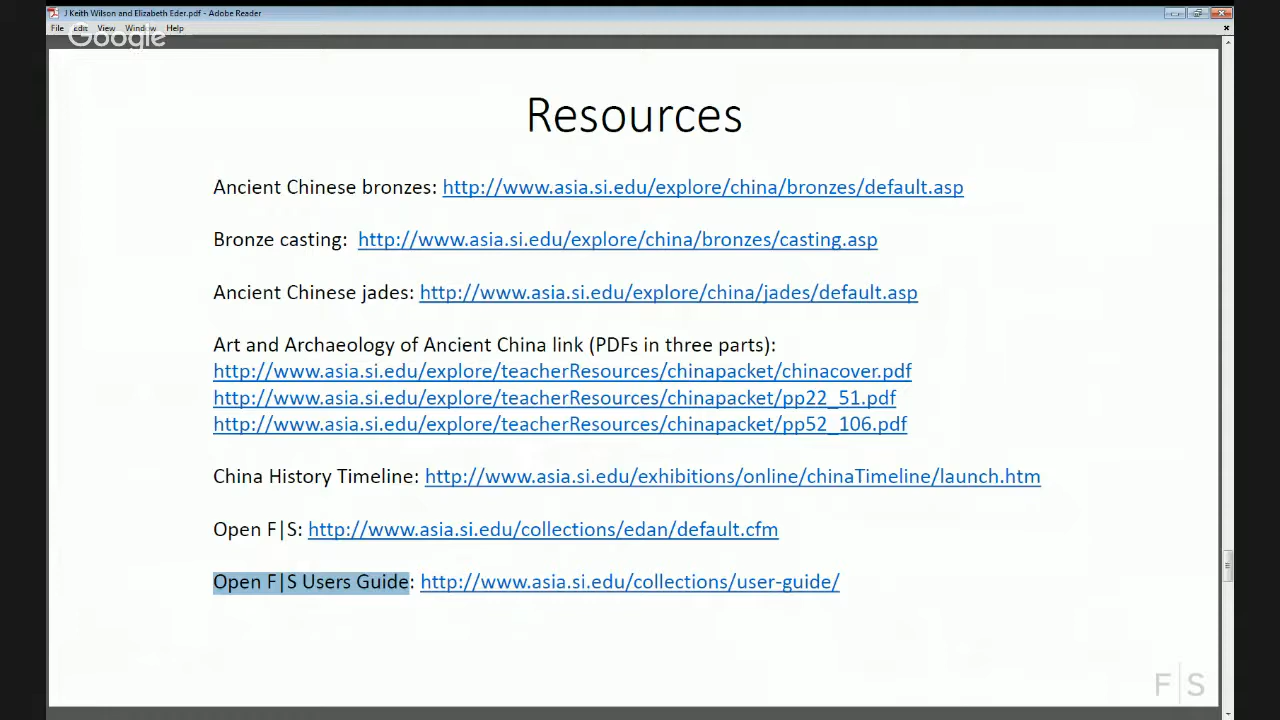 J Keith Wilson and Elizabeth Eder.pdf - Adobe Reader
File Edit View Window Help
Google
Resources
Ancient Chinese bronzes: http://www.asia.si.edu/explore/china/bronzes/default.asp
Bronze casting: http://www.asia.si.edu/explore/china/bronzes/casting.asp
Ancient Chinese jades: http://www.asia.si.edu/explore/china/jades/default.asp
Art and Archaeology of Ancient China link (PDFs in three parts):
http://www.asia.si.edu/explore/teacherResources/chinapacket/chinacover.pdf
http://www.asia.si.edu/explore/teacherResources/chinapacket/pp22_51.pdf
http://www.asia.si.edu/explore/teacherResources/chinapacket/pp52_106.pdf
China History Timeline: http://www.asia.si.edu/exhibitions/online/chinaTimeline/launch.htm
Open F|S: http://www.asia.si.edu/collections/edan/default.cfm
Open F|S Users Guide: http://www.asia.si.edu/collections/user-guide/
F|S